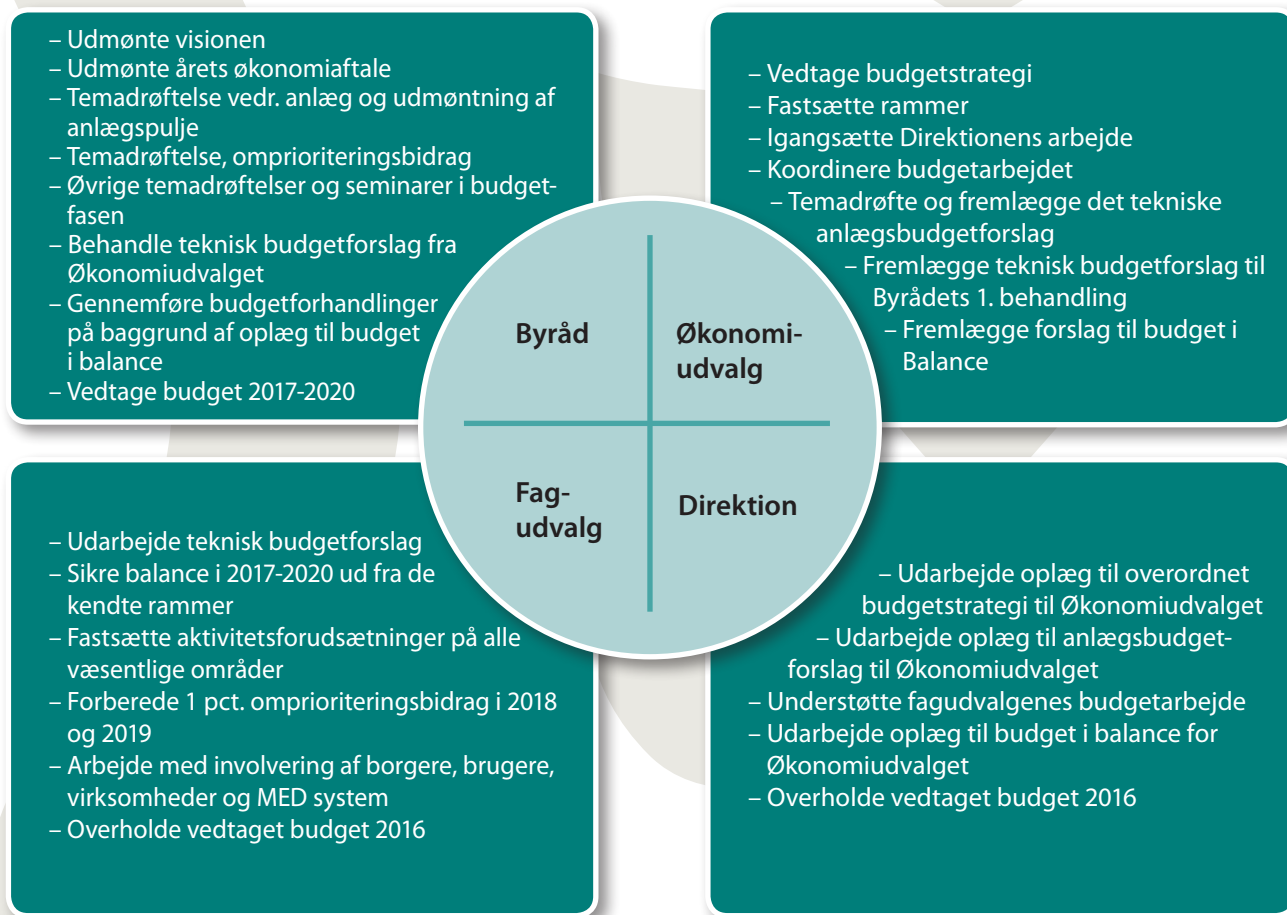 – Udmønte visionen
– Udmønte årets økonomiaftale
– Temadrøftelse vedr. anlæg og udmøntning af
anlægspulje
– Temadrøftelse, omprioriteringsbidrag
– Øvrige temadrøftelser og seminarer i budget-
fasen
– Behandle teknisk budgetforslag fra
Økonomiudvalget
– Gennemføre budgetforhandlinger
på baggrund af oplæg til budget
i balance
– Vedtage budget 2017-2020
– Vedtage budgetstrategi
– Fastsætte rammer
– Igangsætte Direktionens arbejde
– Koordinere budgetarbejdet
– Temadrøfte og fremlægge det tekniske
anlægsbudgetforslag
– Fremlægge teknisk budgetforslag til
Byrådets 1. behandling
– Fremlægge forslag til budget i
Balance
Byråd
Økonomi-
udvalg
Fag-
udvalg
Direktion
– Udarbejde teknisk budgetforslag
– Sikre balance i 2017-2020 ud fra de
kendte rammer
– Fastsætte aktivitetsforudsætninger på alle
væsentlige områder
– Forberede 1 pct. omprioriteringsbidrag i 2018
og 2019
– Arbejde med involvering af borgere, brugere,
virksomheder og MED system
– Overholde vedtaget budget 2016
– Udarbejde oplæg til overordnet
budgetstrategi til Økonomiudvalget
– Udarbejde oplæg til anlægsbudget-
forslag til Økonomiudvalget
– Understøtte fagudvalgenes budgetarbejde
– Udarbejde oplæg til budget i balance for
Økonomiudvalget
– Overholde vedtaget budget 2016